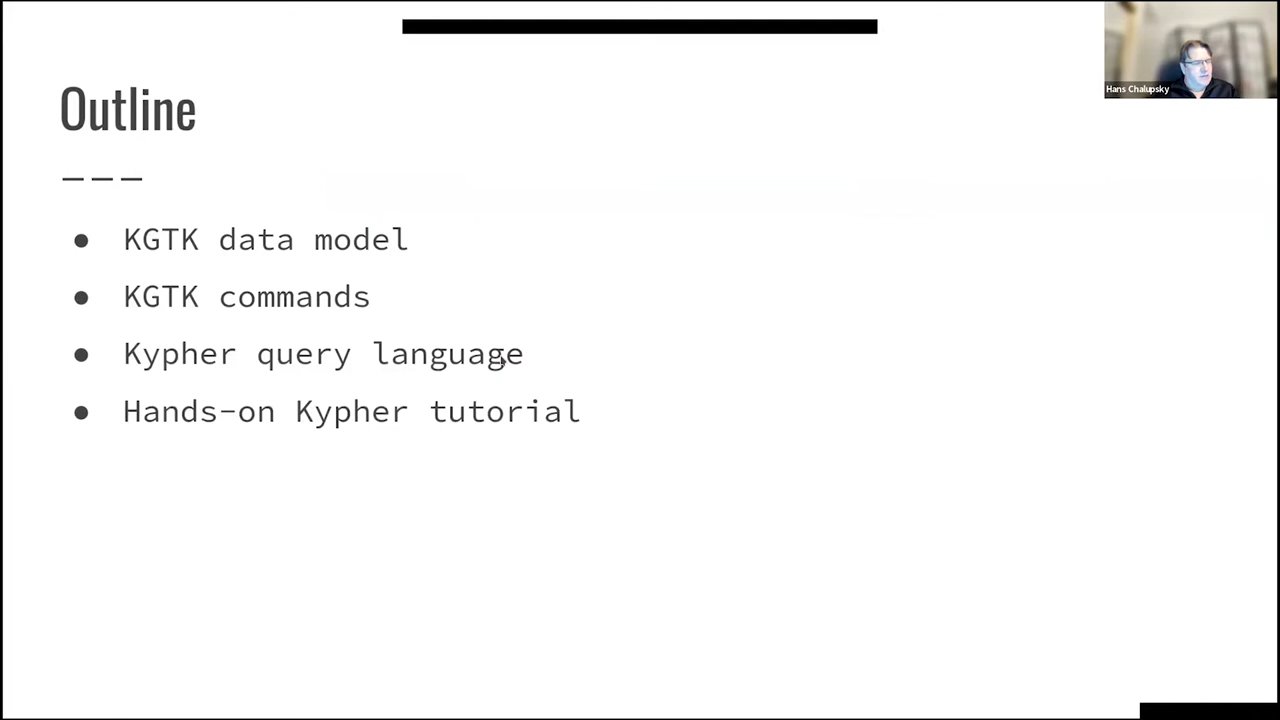 Hans Chalupsky
Outline
● KGTK data model
● KGTK commands
● Kypher query language
● Hands-on Kypher tutorial